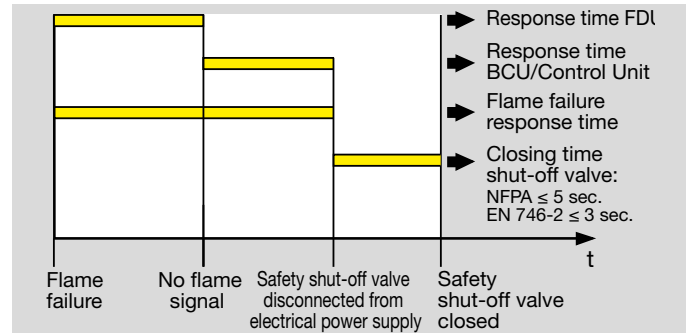 Response time FDU
Response time
BCU/Control Unit
Flame failure
response time
Closing time
shut-off valve:
NFPA ≤ 5 sec.
EN 746-2 ≤ 3 sec.
t
Flame
failure
No flame
signal
Safety shut-off valve
disconnected from
electrical power supply
Safety
shut-off valve
closed